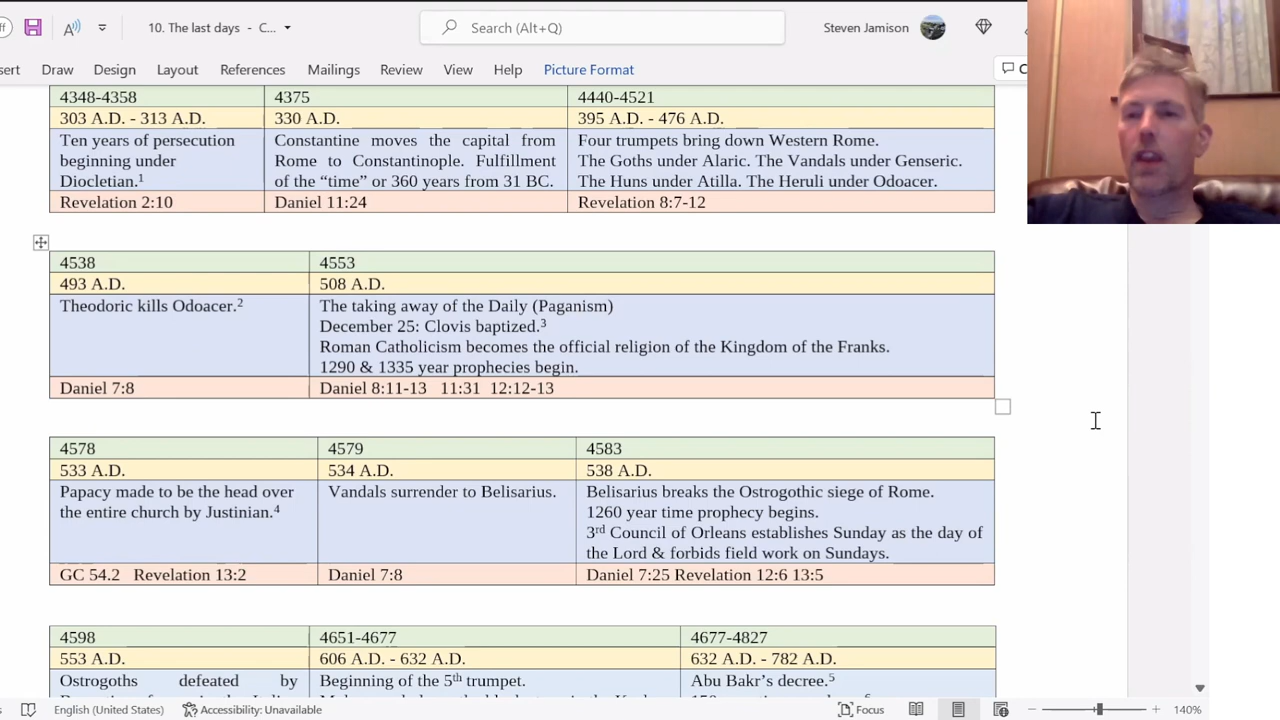 ff
10. The last days - C...
Search (Alt+Q)
Steven Jamison
sert Draw Design Layout References Mailings Review View Help Picture Format C
4348-4358 4375 4440-4521
303 A.D. - 313 A.D. 330 A.D. 395 A.D. - 476 A.D.
Ten years of persecution
beginning under
Diocletian.1
Constantine moves the capital from
Rome to Constantinople. Fulfillment
of the “time” or 360 years from 31 BC.
Four trumpets bring down Western Rome.
The Goths under Alaric. The Vandals under Genseric.
The Huns under Atilla. The Heruli under Odoacer.
Revelation 2:10 Daniel 11:24 Revelation 8:7-12
4538 4553
493 A.D. 508 A.D.
Theodoric kills Odoacer.2
The taking away of the Daily (Paganism)
December 25: Clovis baptized.3
Roman Catholicism becomes the official religion of the Kingdom of the Franks.
1290 & 1335 year prophecies begin.
Daniel 7:8 Daniel 8:11-13 11:31 12:12-13
4578 4579 4583
533 A.D. 534 A.D. 538 A.D.
Papacy made to be the head over
the entire church by Justinian.4
Vandals surrender to Belisarius.
Belisarius breaks the Ostrogothic siege of Rome.
1260 year time prophecy begins.
3rd Council of Orleans establishes Sunday as the day of
the Lord & forbids field work on Sundays.
GC 54.2 Revelation 13:2 Daniel 7:8 Daniel 7:25 Revelation 12:6 13:5
4598 4651-4677 4677-4827
553 A.D. 606 A.D. - 632 A.D. 632 A.D. - 782 A.D.
Ostrogoths defeated by
Beginning of the 5th trumpet.
Abu Bakr’s decree.5
English (United States) Accessibility: Unavailable Focus 140%